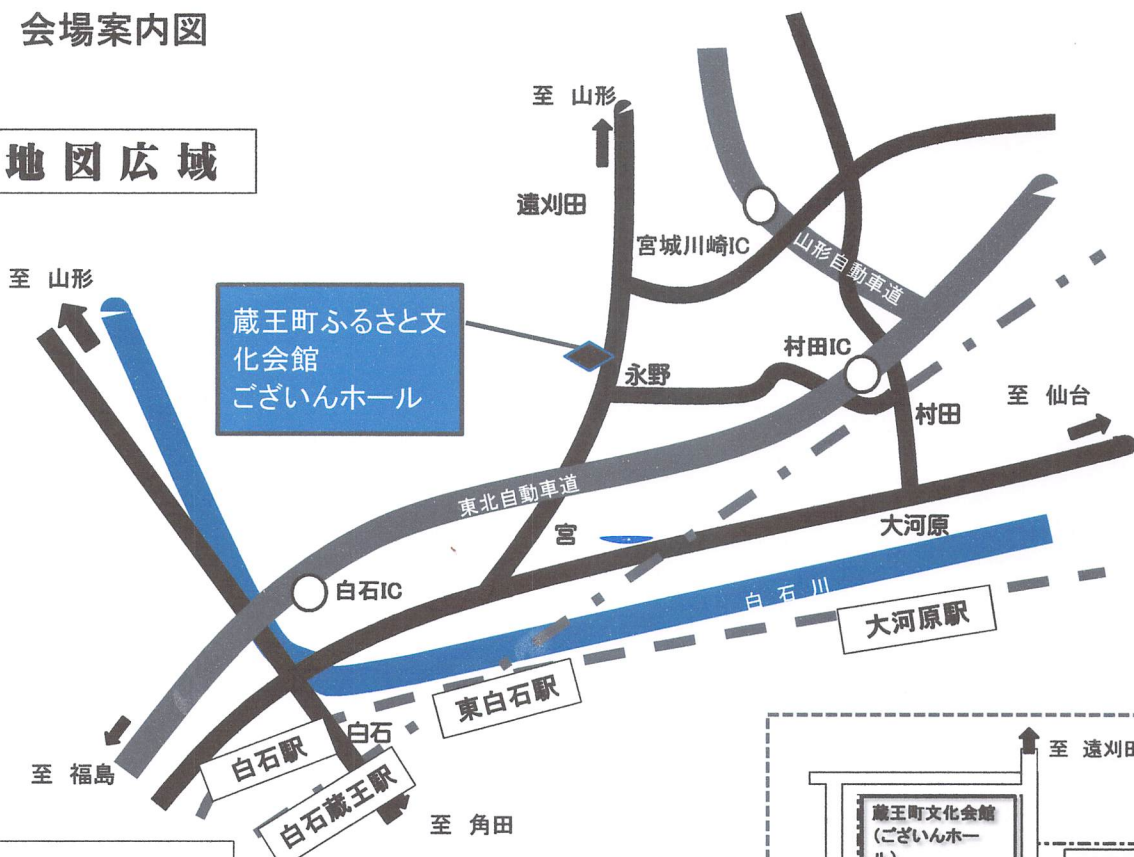 会場案内図
地図広域
至 山形
遠刈田
宮城川崎IC
山形自動車道
至 山形
蔵王町ふるさと文
化会館
ございんホール
永野
村田IC
村田
至 仙台
東北自動車道
宮
大河原
白石IC
白石川
大河原駅
東白石駅
白石
白石駅
白石蔵王駅
至 福島
至 角田
至 遠刈田
蔵王町文化会館
(ございんホー
ル)